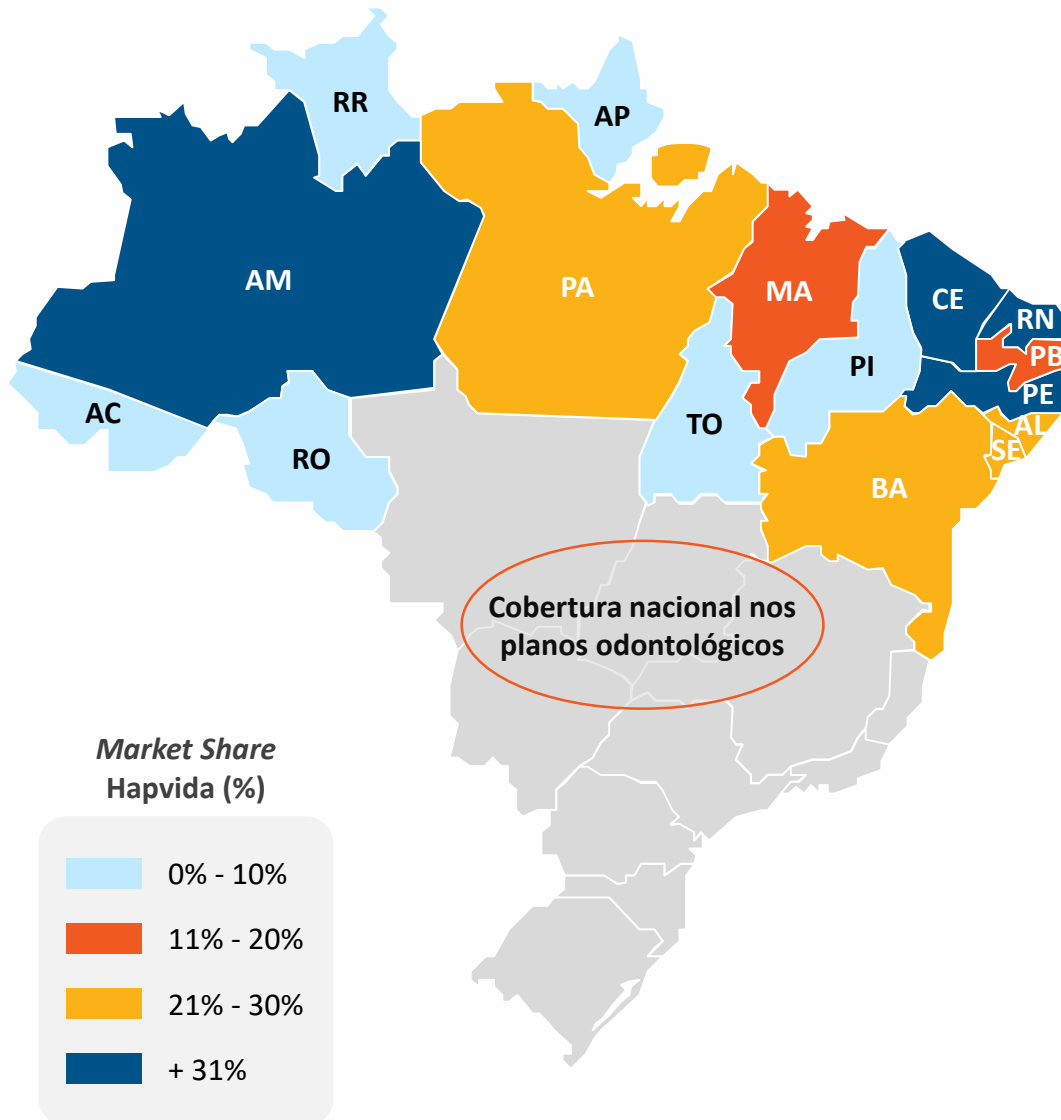 RR
AP
AM
PA
MA
CE
RN
PB
PI
PE
AC
TO
AL
RO
SE
BA
Cobertura nacional nos
planos odontológicos
Market Share
Hapvida (%)
0% - 10%
11% - 20%
21% - 30%
+ 31%